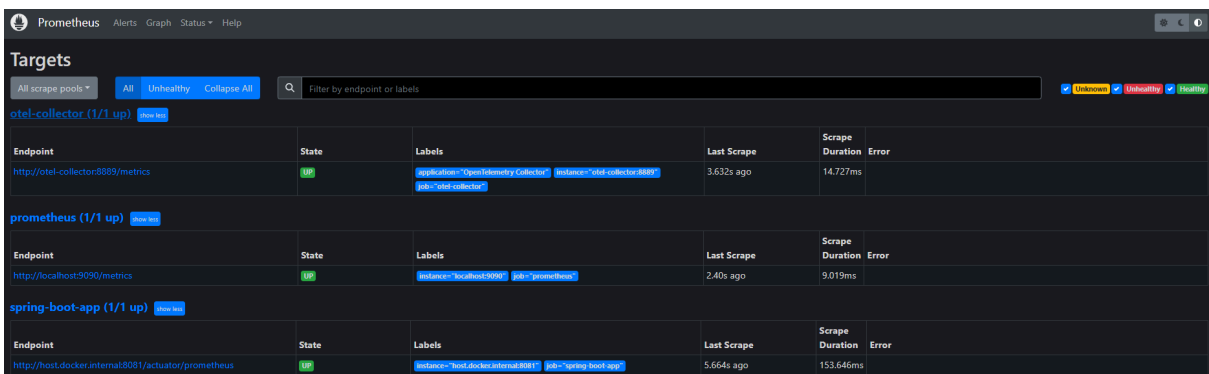 Prometheus Alerts Graph Status Help
Targets
All scrape pools All Unhealthy Collapse All Filter by endpoint or labels Unknown Unhealthy Healthy
otel-collector (1/1 up) show less
Endpoint State Labels Last Scrape Scrape Duration Error
http://otel-collector:8889/metrics UP application="OpenTelemetry Collector" instance="otel-collector:8889" 3.632s ago 14.727ms
job="otel-collector"
prometheus (1/1 up) show less
Endpoint State Labels Last Scrape Scrape Duration Error
http://localhost:9090/metrics UP instance="localhost:9090" job="prometheus" 2.40s ago 9.019ms
spring-boot-app (1/1 up) show less
Endpoint State Labels Last Scrape Scrape Duration Error
http://host.docker.internal:8081/actuator/prometheus UP instance="host.docker.internal:8081" job="spring-boot-app" 5.664s ago 153.646ms